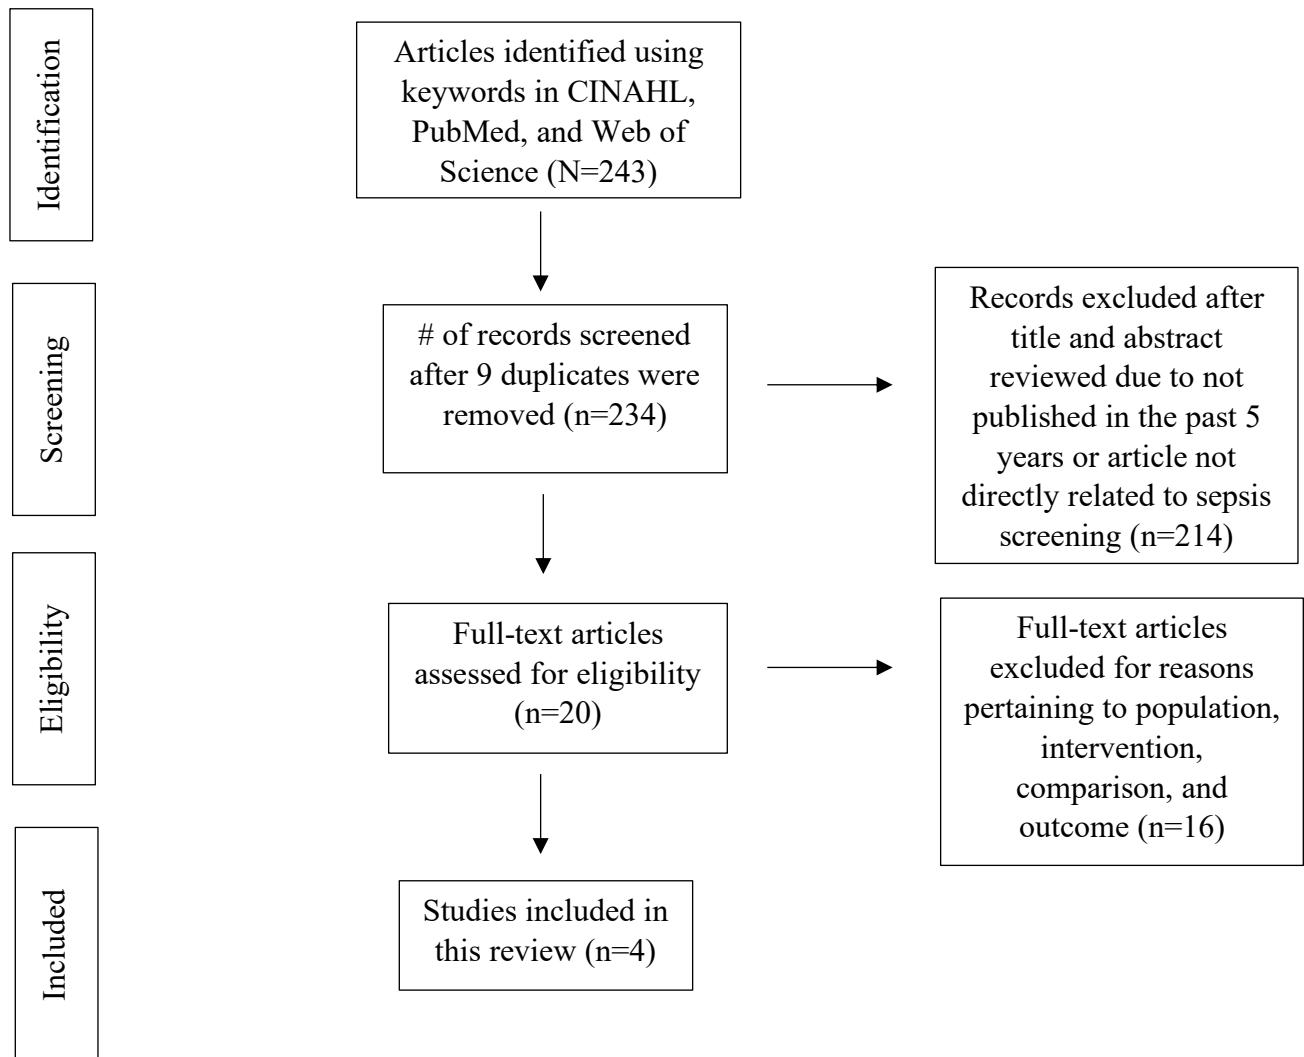 Identification
Articles identified using
keywords in CINAHL,
PubMed, and Web of
Science (N=243)
Screening
# of records screened
after 9 duplicates were
removed (n=234)
Records excluded after
title and abstract
reviewed due to not
published in the past 5
years or article not
directly related to sepsis
screening (n=214)
Eligibility
Full-text articles
assessed for eligibility
(n=20)
Full-text articles
excluded for reasons
pertaining to population,
intervention,
comparison, and
outcome (n=16)
Included
Studies included in
this review (n=4)